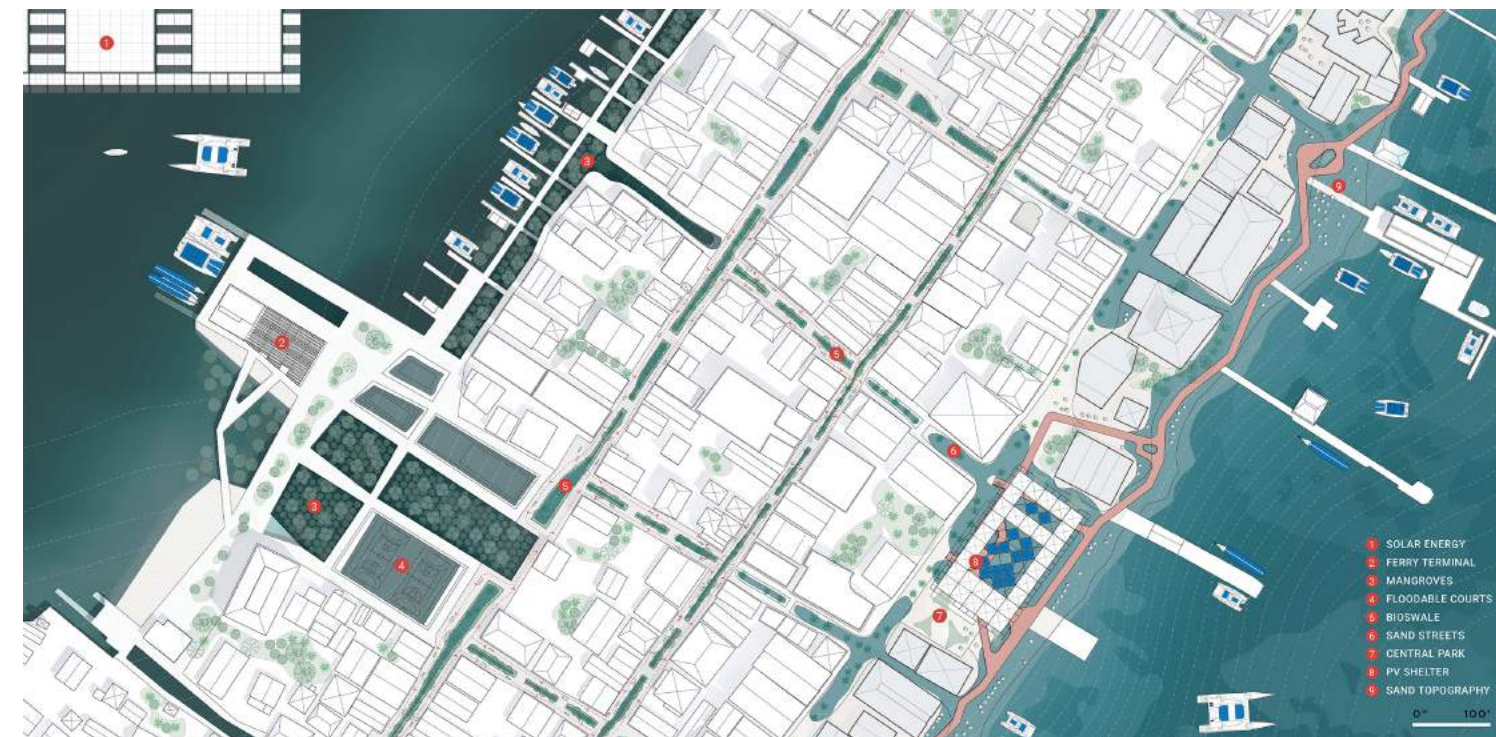 1
3
9
2
5
6
5
3
8
4
7
1 SOLAR ENERGY
2 FERRY TERMINAL
3 MANGROVES
4 FLOODABLE COURTS
5 BIOSWALE
6 SAND STREETS
7 CENTRAL PARK
8 PV SHELTER
9 SAND TOPOGRAPHY
0" 100'